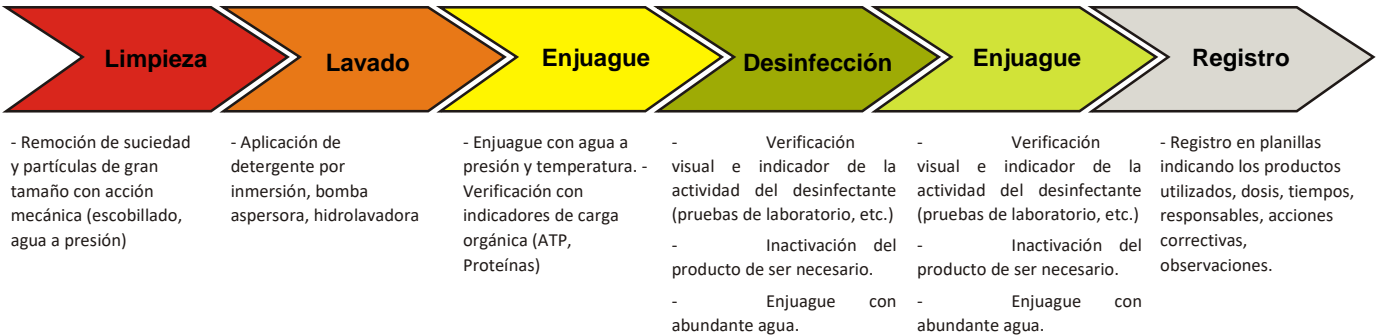 Limpieza
Lavado
Enjuague
Desinfección
Enjuague
Registro
- Remoción de suciedad
y partículas de gran
tamaño con acción
mecánica (escobillado,
agua a presión)
- Aplicación de
detergente por
inmersión, bomba
aspersora, hidrolavadora
- Enjuague con agua a
presión y temperatura. -
Verificación con
indicadores de carga
orgánica (ATP,
Proteínas)
- Verificación
visual e indicador de la
actividad del desinfectante
(pruebas de laboratorio, etc.)
- Inactivación del
producto de ser necesario.
- Enjuague con
abundante agua.
- Verificación
visual e indicador de la
actividad del desinfectante
(pruebas de laboratorio, etc.)
- Inactivación del
producto de ser necesario.
- Enjuague con
abundante agua.
- Registro en planillas
indicando los productos
utilizados, dosis, tiempos,
responsables, acciones
correctivas,
observaciones.